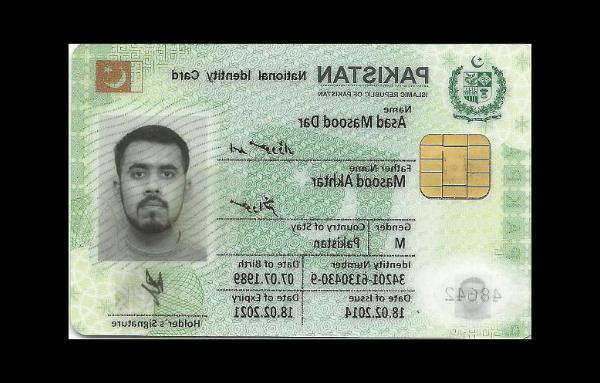 PAKISTAN National Identity Card
ISLAMIC REPUBLIC OF PAKISTAN
Name
Asad Masood Dar
Father Name
Masood Akhtar
Gender Country of Stay
M Pakistan
Identity Number Date of Birth
34201-6130430-9 07.07.1989
Date of Issue Date of Expiry
18.02.2014 18.02.2021
Holder's Signature
48642